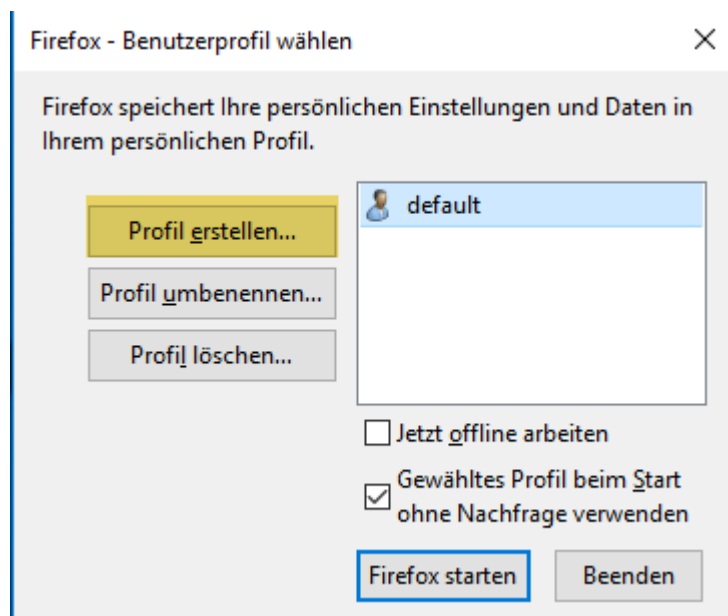 Firefox - Benutzerprofil wählen
Firefox speichert Ihre persönlichen Einstellungen und Daten in
Ihrem persönlichen Profil.
Profil erstellen...
Profil umbenennen...
Profil löschen...
default
Jetzt offline arbeiten
Gewähltes Profil beim Start
ohne Nachfrage verwenden
Firefox starten
Beenden